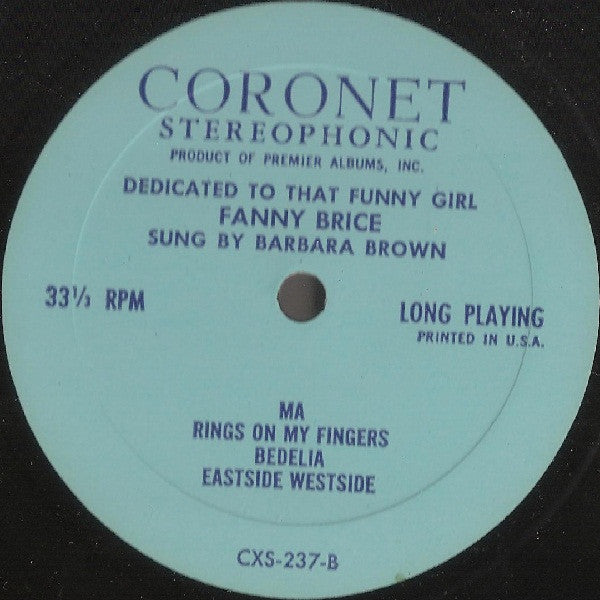 CORONET
STEREOPHONIC
PRODUCT OF PREMIER ALBUMS, INC.
DEDICATED TO THAT FUNNY GIRL
FANNY BRICE
SUNG BY BARBARA BROWN
33⅓ RPM
LONG PLAYING
PRINTED IN U.S.A.
MA
RINGS ON MY FINGERS
BEDELIA
EASTSIDE WESTSIDE
CXS-237-B